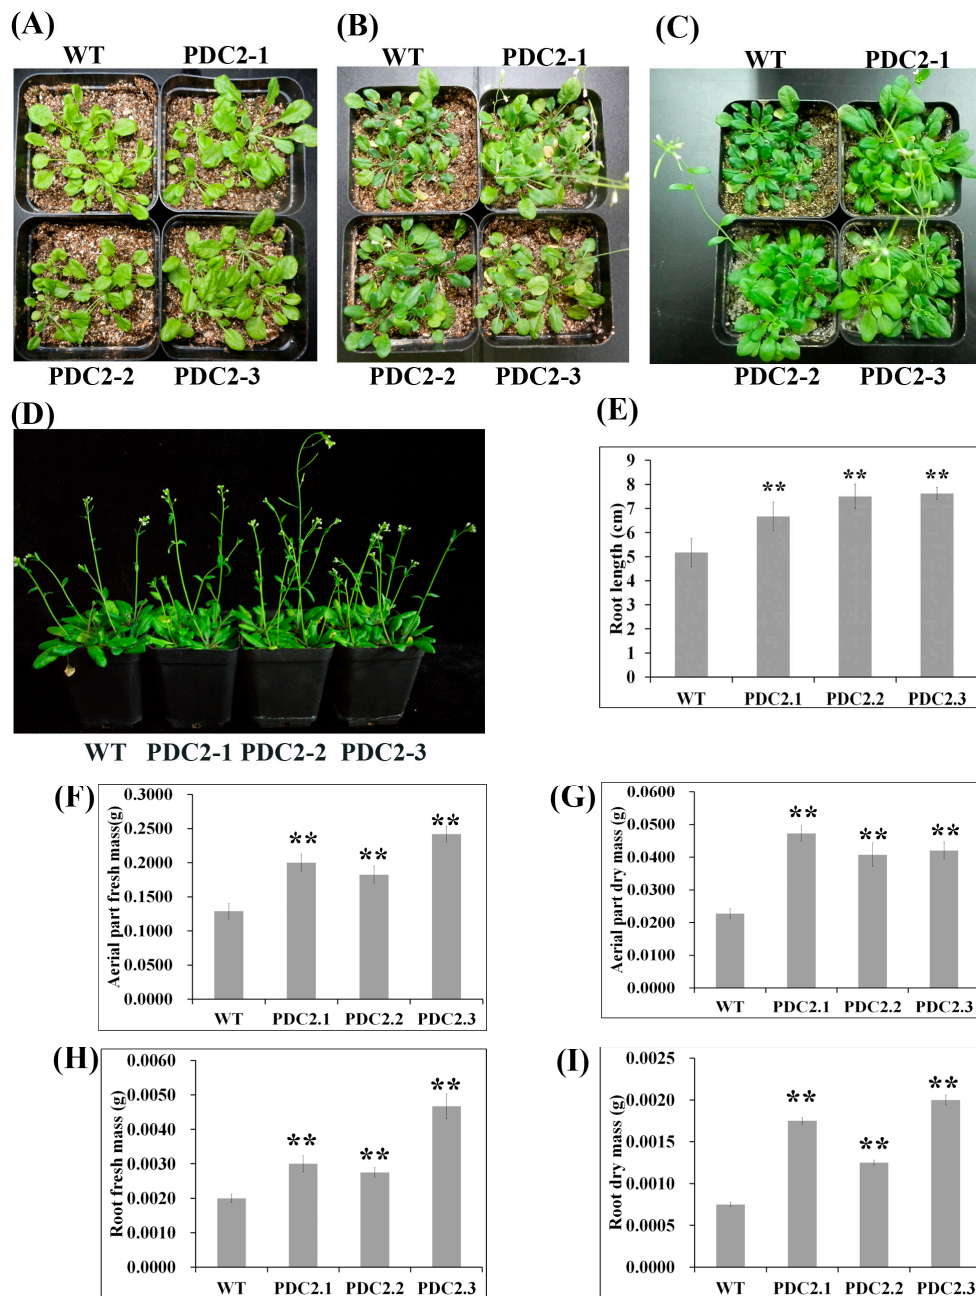 (A)
(B)
(C)
WT PDC2-1
WT PDC2-1
WT PDC2-1
PDC2-2 PDC2-3
PDC2-2 PDC2-3
PDC2-2 PDC2-3
(D)
WT PDC2-1 PDC2-2 PDC2-3
(E)
Root length (cm)
9
8
7
6
5
4
3
2
1
0
**
**
**
WT PDC2.1 PDC2.2 PDC2.3
(F)
Aerial part fresh mass(g)
0.3000
0.2500
0.2000
0.1500
0.1000
0.0500
0.0000
**
**
**
WT PDC2.1 PDC2.2 PDC2.3
(G)
Aerial part dry mass (g)
0.0600
0.0500
0.0400
0.0300
0.0200
0.0100
0.0000
**
**
**
WT PDC2.1 PDC2.2 PDC2.3
(H)
Root fresh mass (g)
0.0060
0.0050
0.0040
0.0030
0.0020
0.0010
0.0000
**
**
**
WT PDC2.1 PDC2.2 PDC2.3
(I)
Root dry mass (g)
0.0025
0.0020
0.0015
0.0010
0.0005
0.0000
**
**
**
WT PDC2.1 PDC2.2 PDC2.3